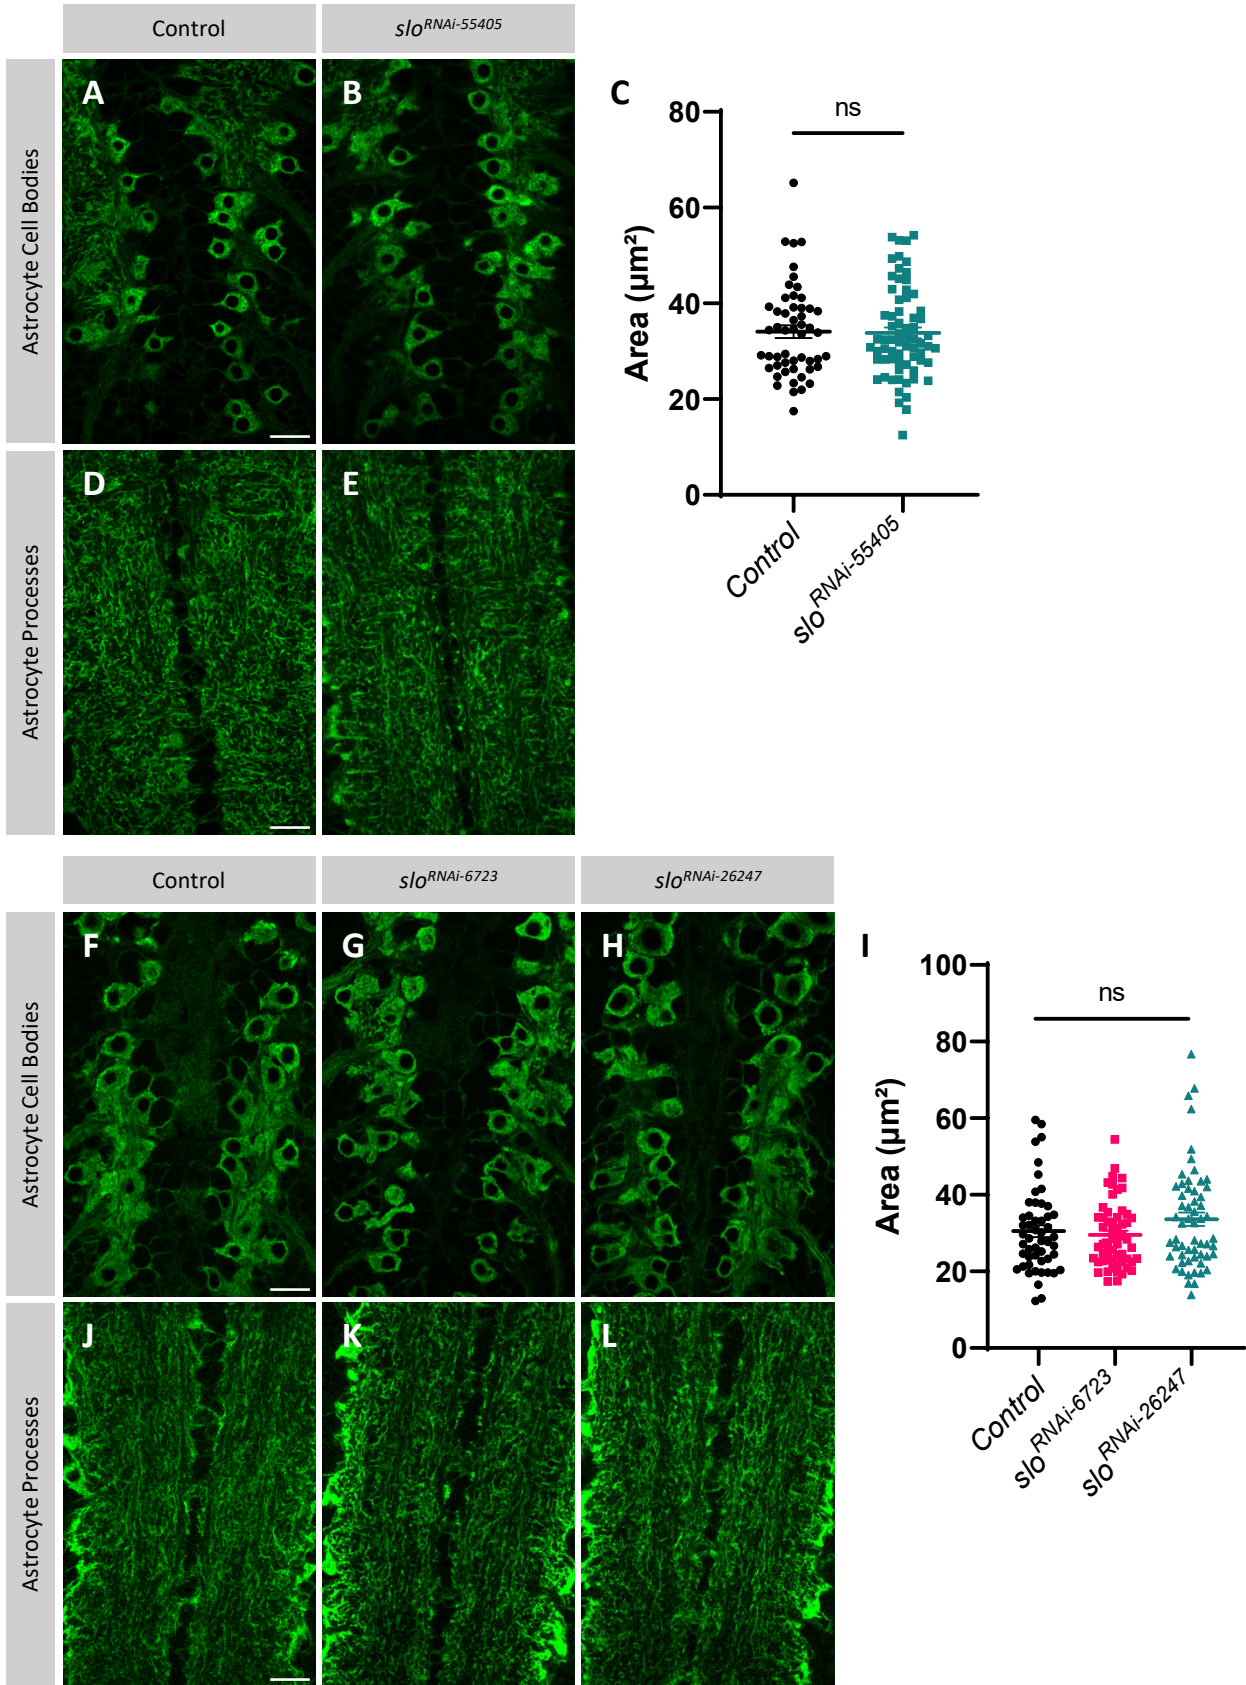 Control
slo^RNAi-55405
Astrocyte Cell Bodies
A
B
C
ns
80
60
40
20
0
Area (µm²)
Control
slo^RNAi-55405
Astrocyte Processes
D
E
Control
slo^RNAi-6723
slo^RNAi-26247
Astrocyte Cell Bodies
F
G
H
I
ns
100
80
60
40
20
0
Area (µm²)
Control
slo^RNAi-6723
slo^RNAi-26247
Astrocyte Processes
J
K
L